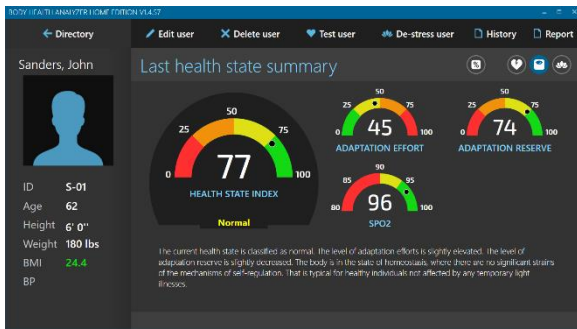 BODY HEALTH ANALYZER HOME EDITION V1.4.57
Directory
Edit user
Delete user
Test user
De-stress user
History
Report
Sanders, John
Last health state summary
ID S-01
Age 62
Height 6' 0"
Weight 180 lbs
BMI 24.4
BP
0
25
50
75
100
77
HEALTH STATE INDEX
Normal
0
25
50
75
100
45
ADAPTATION EFFORT
0
25
50
75
100
74
ADAPTATION RESERVE
80
85
90
95
100
96
SPO2
The current health state is classified as normal. The level of adaptation efforts is slightly elevated. The level of
adaptation reserve is slightly decreased. The body is in the state of homeostasis, where there are no significant strains
of the mechanisms of self-regulation. That is typical for healthy individuals not affected by any temporary light
illnesses.